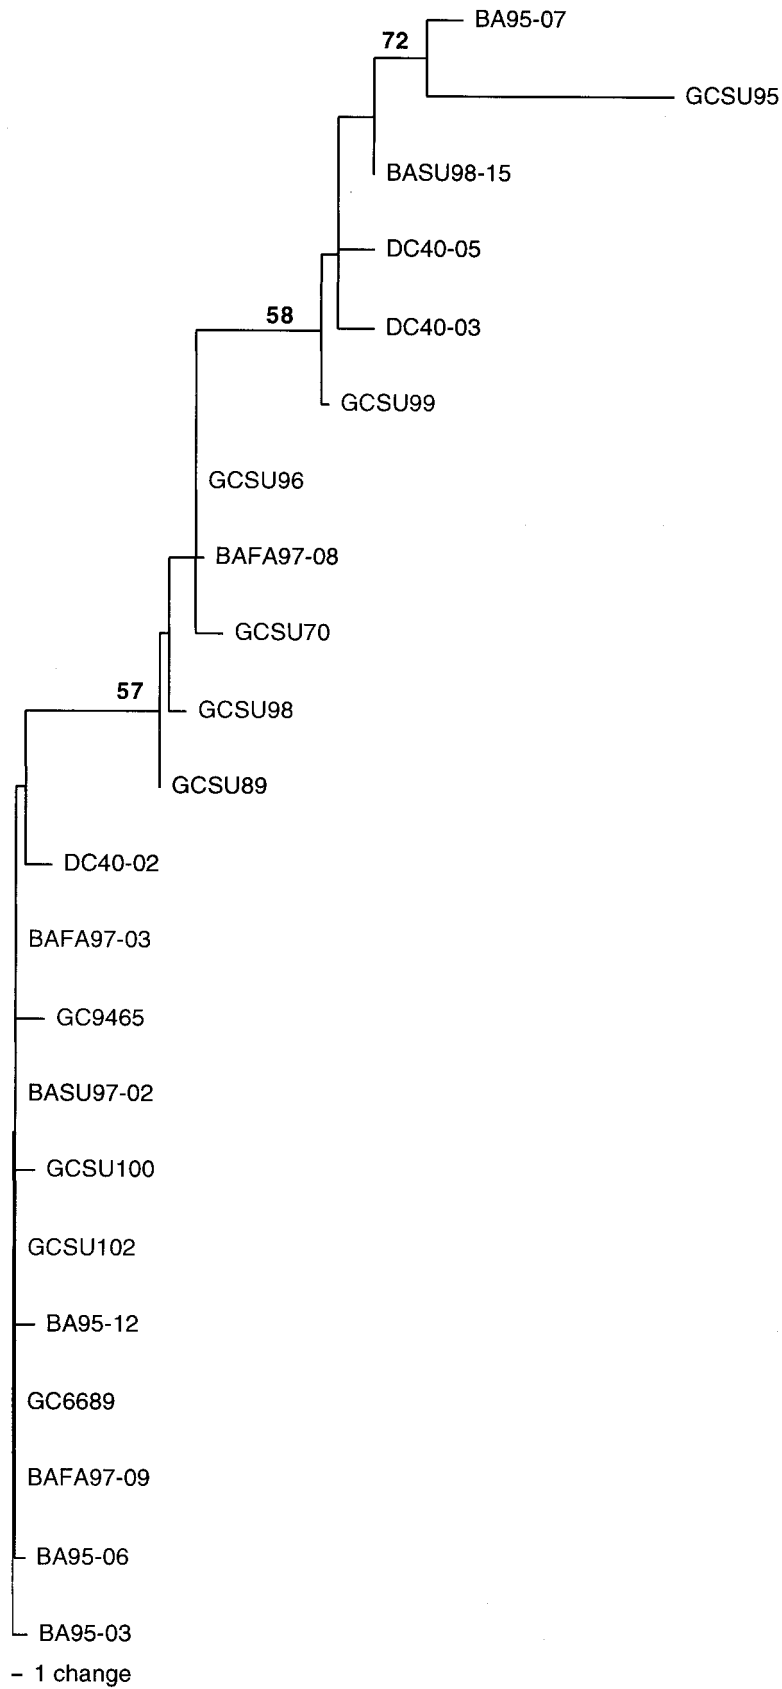 BA95-07
72
GCSU95
BASU98-15
DC40-05
58
DC40-03
GCSU99
GCSU96
BAFA97-08
GCSU70
57
GCSU98
GCSU89
DC40-02
BAFA97-03
GC9465
BASU97-02
GCSU100
GCSU102
BA95-12
GC6689
BAFA97-09
BA95-06
BA95-03
1 change